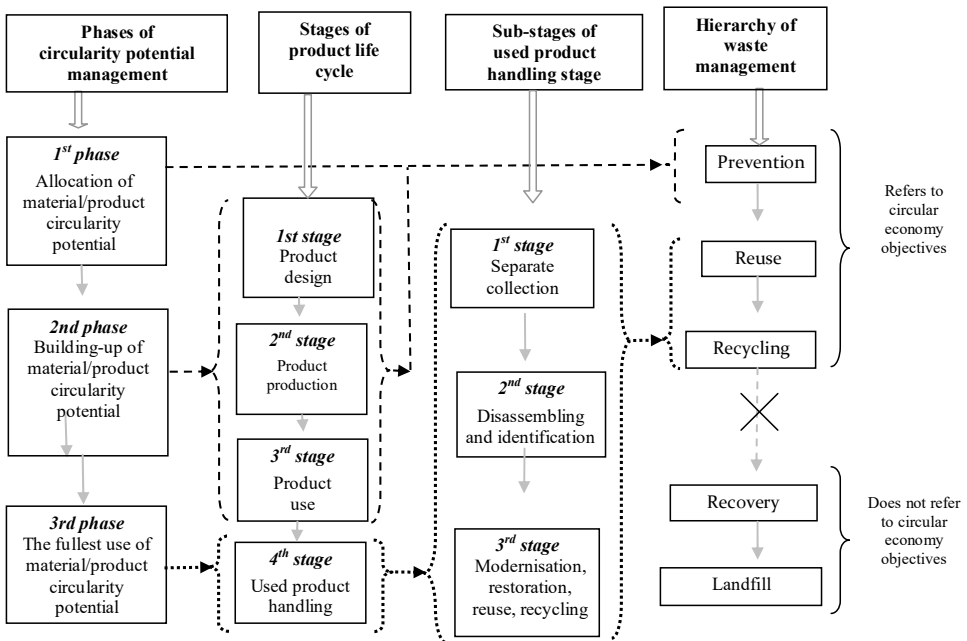 Phases of
circularity potential
management
Stages of
product life
cycle
Sub-stages of
used product
handling stage
Hierarchy of
waste
management
1st phase
Allocation of
material/product
circularity
potential
2nd phase
Building-up of
material/product
circularity
potential
3rd phase
The fullest use of
material/product
circularity
potential
1st stage
Product
design
2nd stage
Product
production
3rd stage
Product
use
4th stage
Used product
handling
1st stage
Separate
collection
2nd stage
Disassembling
and identification
3rd stage
Modernisation,
restoration,
reuse, recycling
Prevention
Reuse
Recycling
Recovery
Landfill
Refers to
circular
economy
objectives
Does not refer
to circular
economy
objectives